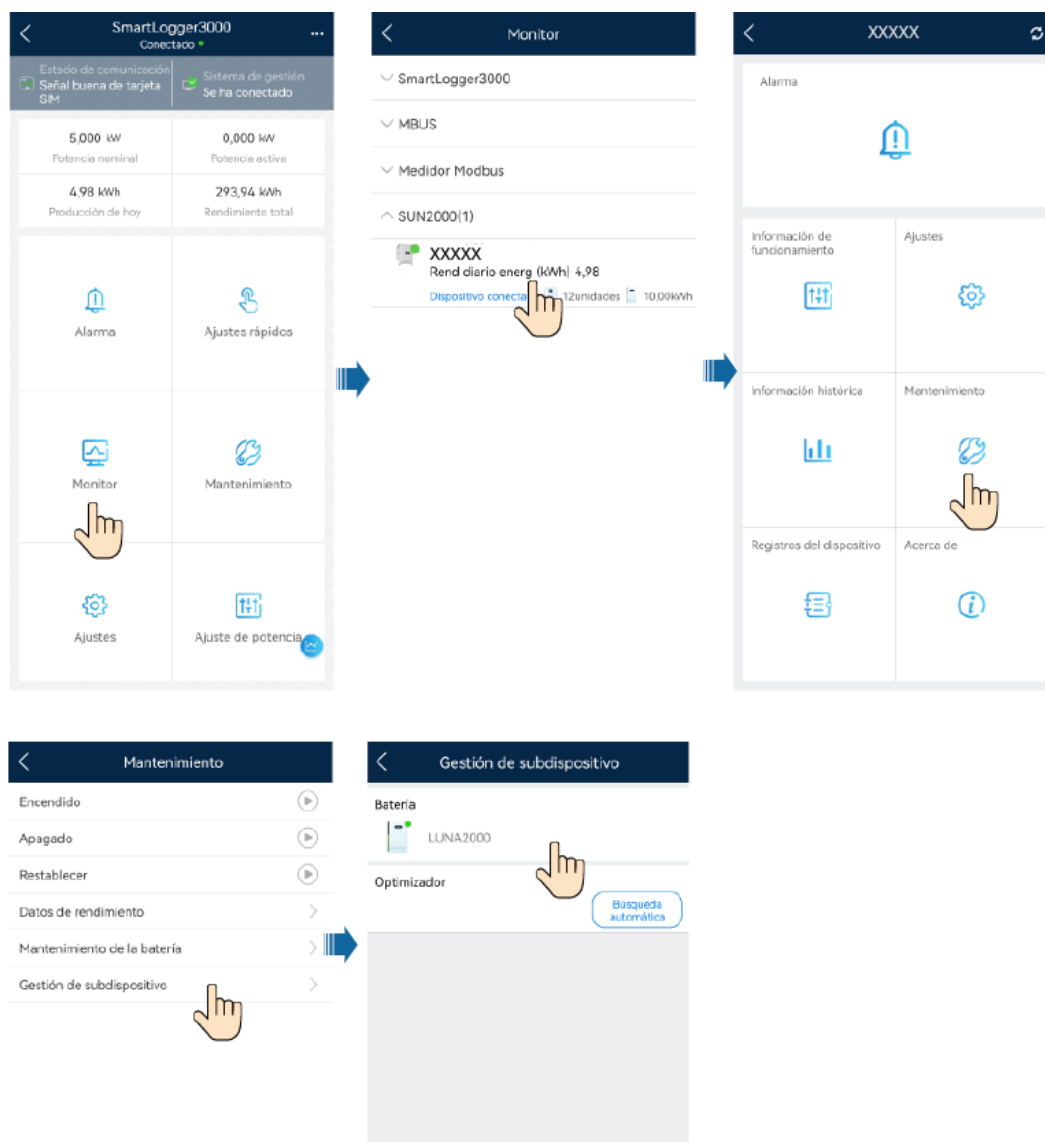 SmartLogger3000
Conectado
Estado de comunicación
Señal buena de tarjeta
SIM
Sistema de gestión
Se ha conectado
5,000 kW
Potencia nominal
0,000 kW
Potencia active
4,98 kWh
Producción de hoy
293,94 kWh
Rendimiento total
Alarma
Ajustes rápidos
Monitor
Mantenimiento
Ajustes
Ajuste de potencia
Monitor
SmartLogger3000
MBUS
Medidor Modbus
SUN2000(1)
XXXXX
Rend diario energ (kWh) 4,98
Dispositivo conecta 12unidades 10,09kWh
XXXXX
Alarma
Información de
funcionamiento
Ajustes
Información histórica
Mantenimiento
Registros del dispositivo
Acerca de
Mantenimiento
Encendido
Apagado
Restablecer
Datos de rendimiento
Mantenimiento de la batería
Gestión de subdispositivo
Gestión de subdispositivo
Batería
LUNA2000
Optimizador
Búsqueda
automática